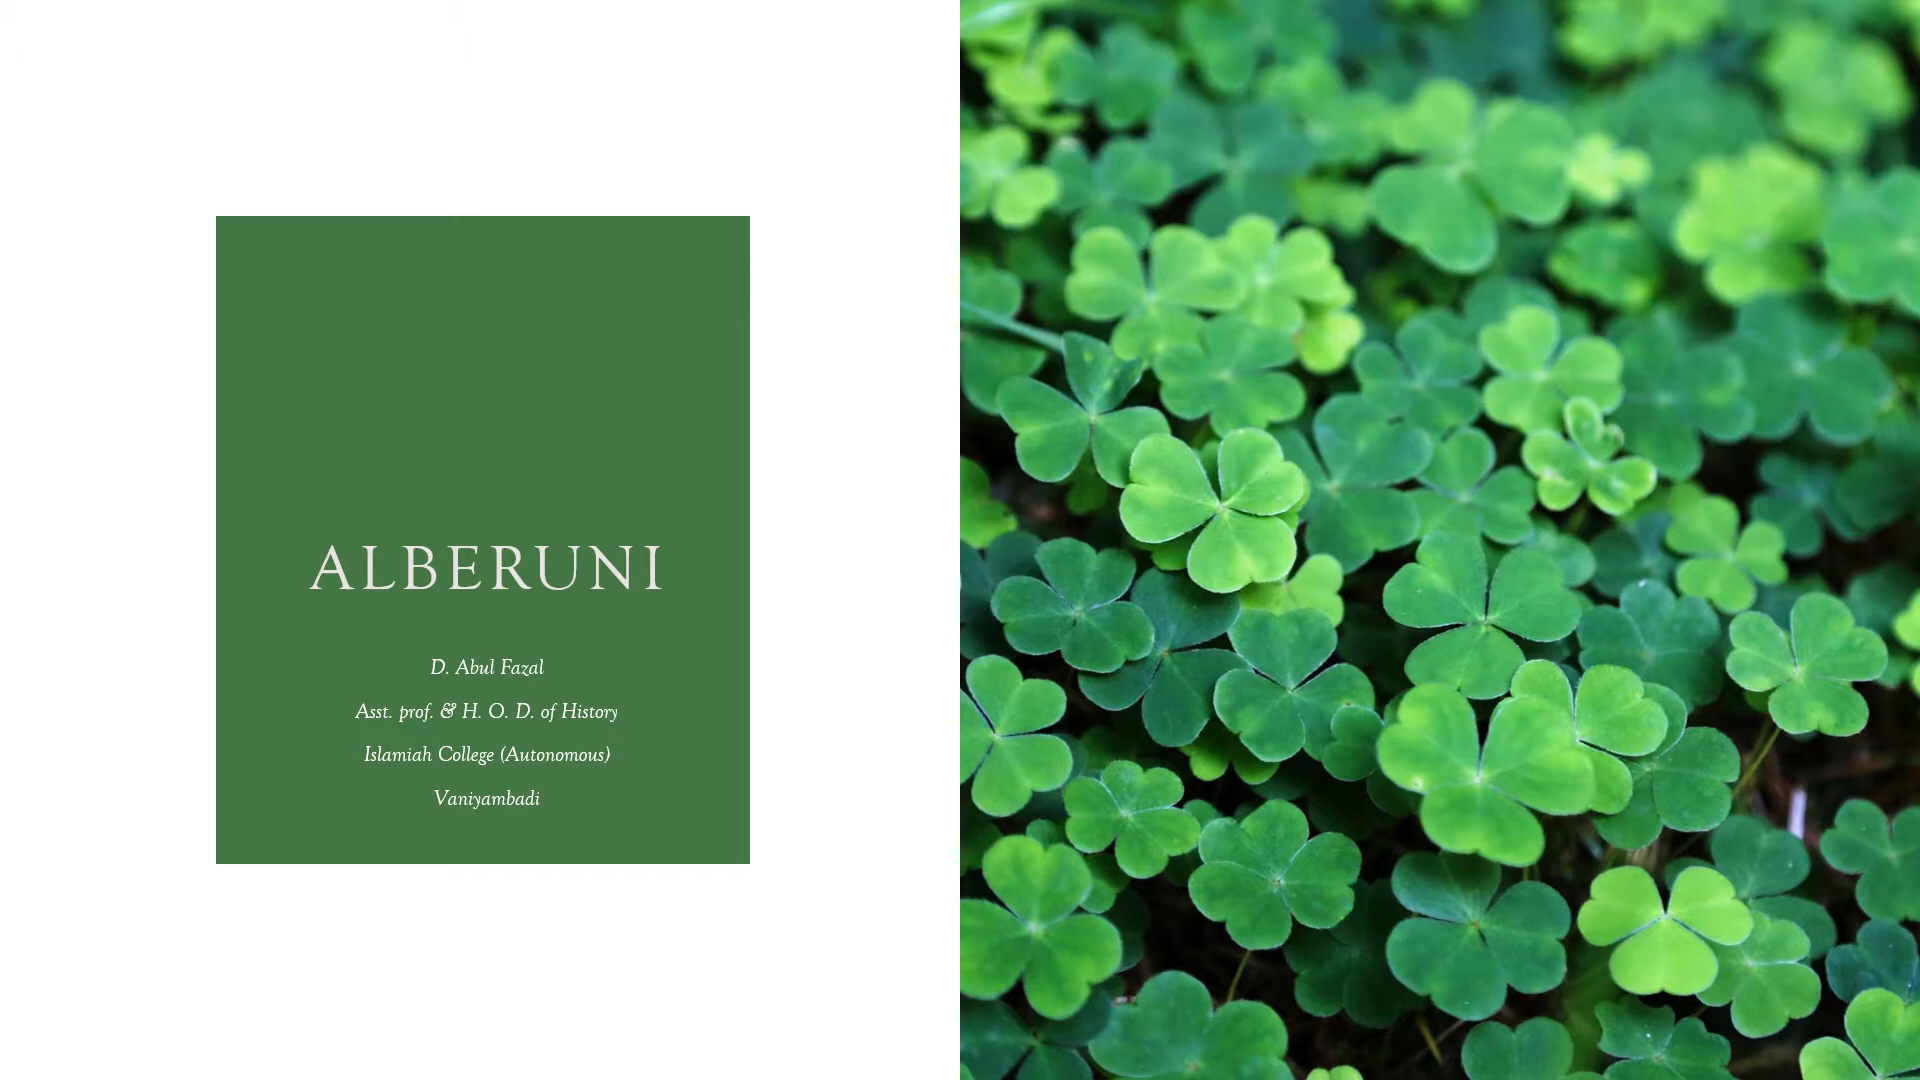 ALBERUNI
D. Abul Fazal
Asst. prof. & H. O. D. of History
Islamiah College (Autonomous)
Vaniyambadi